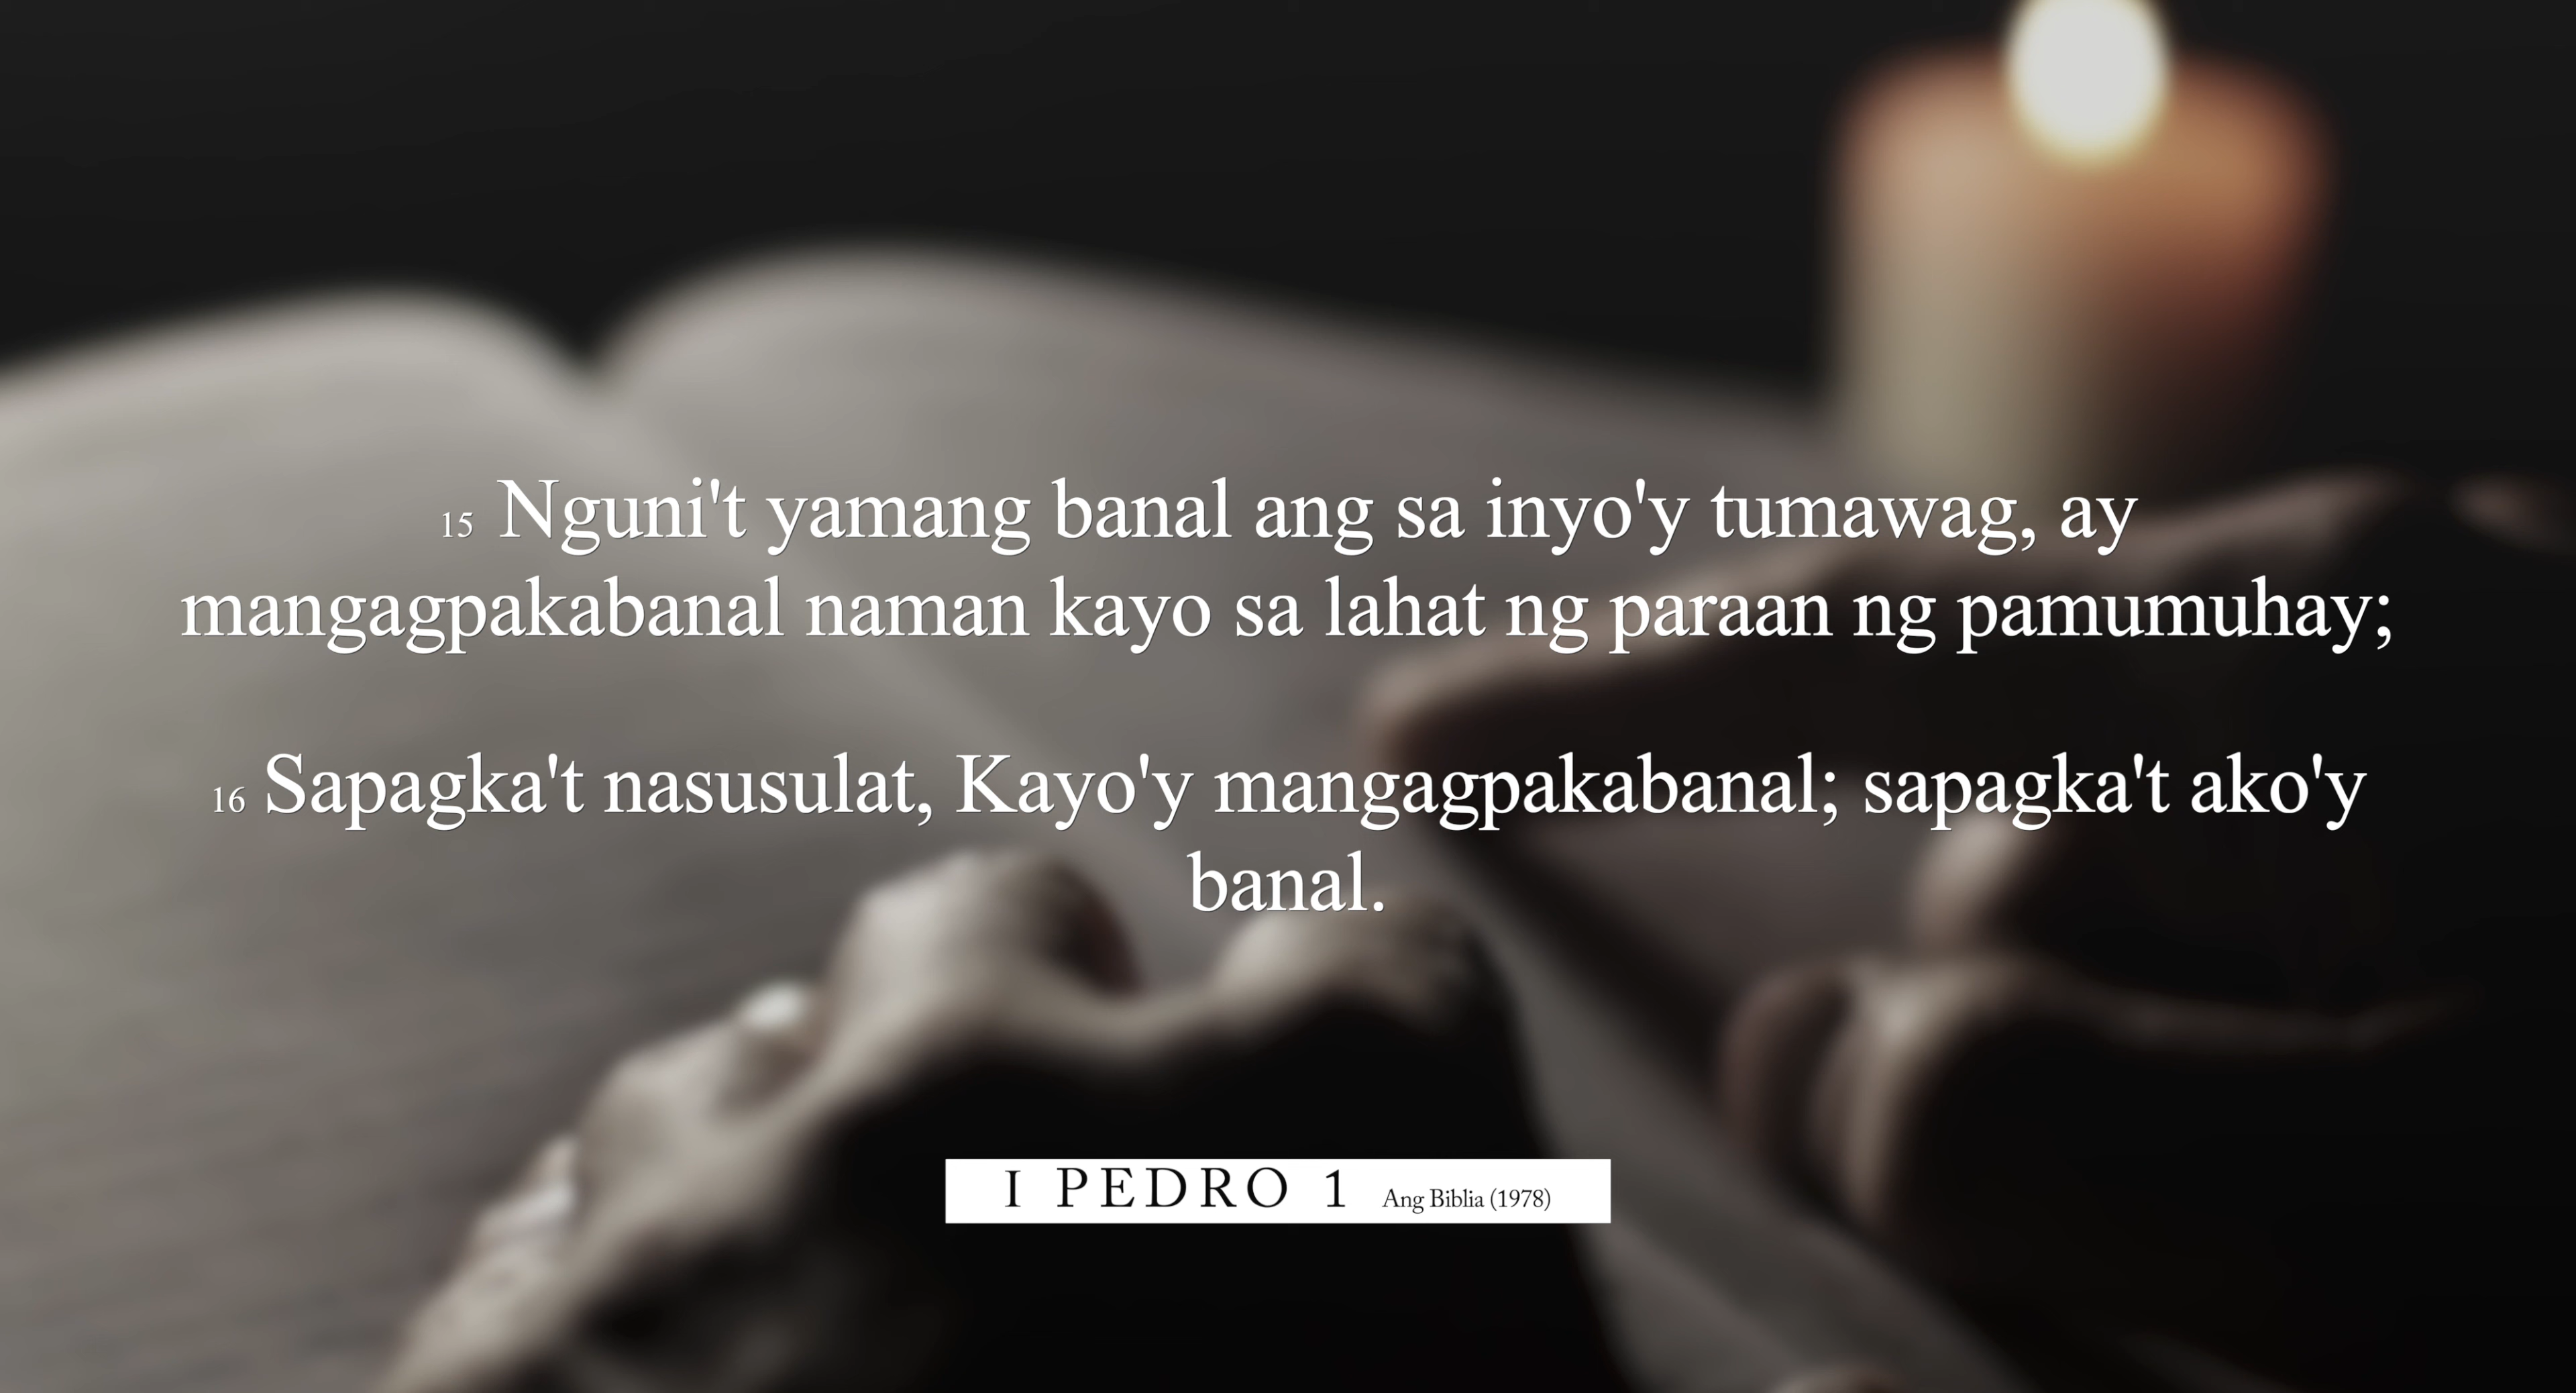 15 Nguni't yamang banal ang sa inyo'y tumawag, ay
mangagpakabanal naman kayo sa lahat ng paraan ng pamumuhay;
16 Sapagka't nasusulat, Kayo'y mangagpakabanal; sapagka't ako'y
banal.
I PEDRO 1 Ang Biblia (1978)